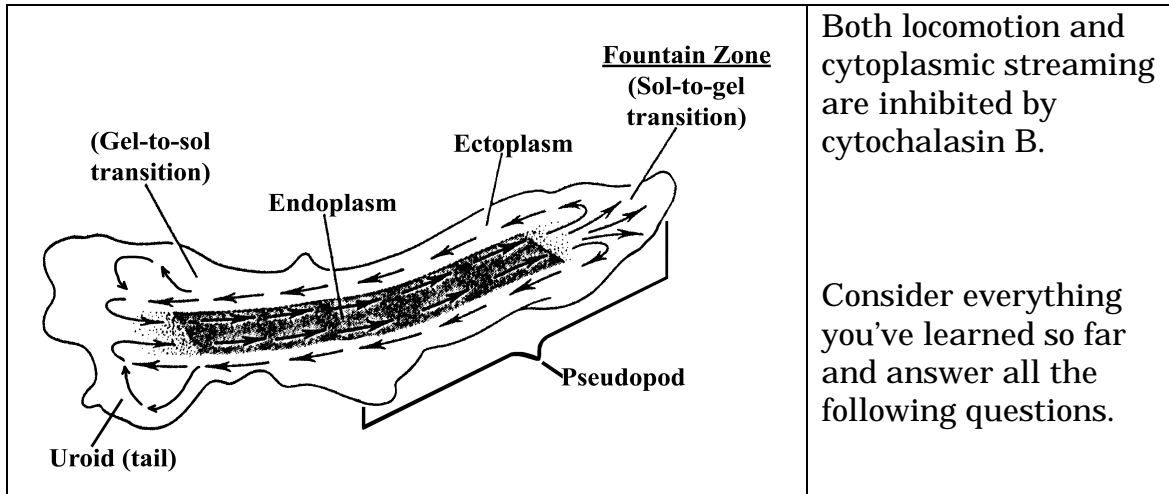 Fountain Zone
(Sol-to-gel
transition)
(Gel-to-sol
transition)
Ectoplasm
Endoplasm
Pseudopod
Uroid (tail)
Both locomotion and
cytoplasmic streaming
are inhibited by
cytochalasin B.
Consider everything
you've learned so far
and answer all the
following questions.